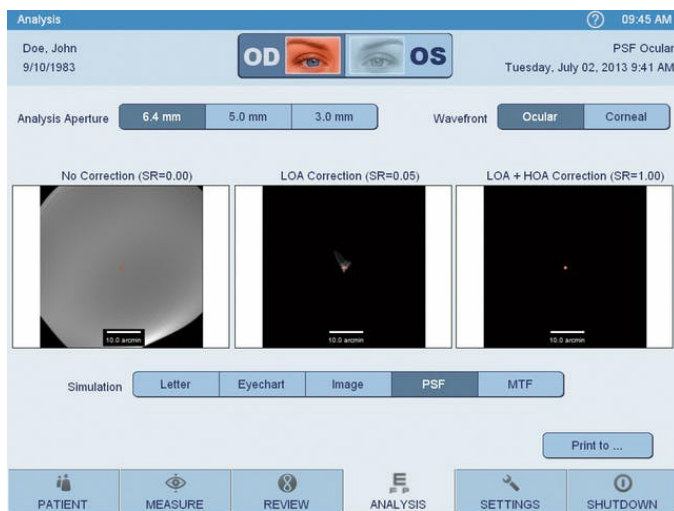 Analysis
? 09:45 AM
Doe, John
9/10/1983
OD OS
PSF Ocular
Tuesday, July 02, 2013 9:41 AM
Analysis Aperture 6.4 mm 5.0 mm 3.0 mm Wavefront Ocular Corneal
No Correction (SR=0.00) LOA Correction (SR=0.05) LOA + HOA Correction (SR=1.00)
10.0 arcmin 10.0 arcmin 10.0 arcmin
Simulation Letter Eyechart Image PSF MTF
Print to ...
E
F P
PATIENT MEASURE REVIEW ANALYSIS SETTINGS SHUTDOWN